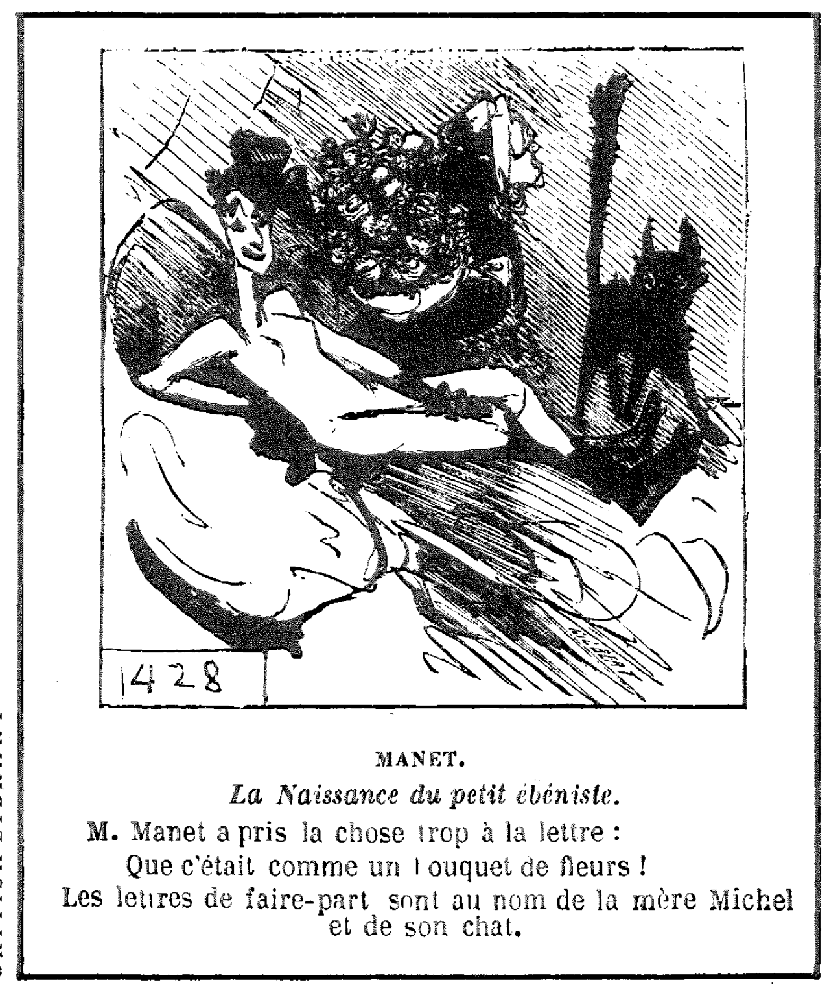 1428
MANET.
La Naissance du petit ébéniste.
M. Manet a pris la chose trop à la lettre :
Que c'était comme un bouquet de fleurs !
Les lettres de faire-part sont au nom de la mère Michel
et de son chat.